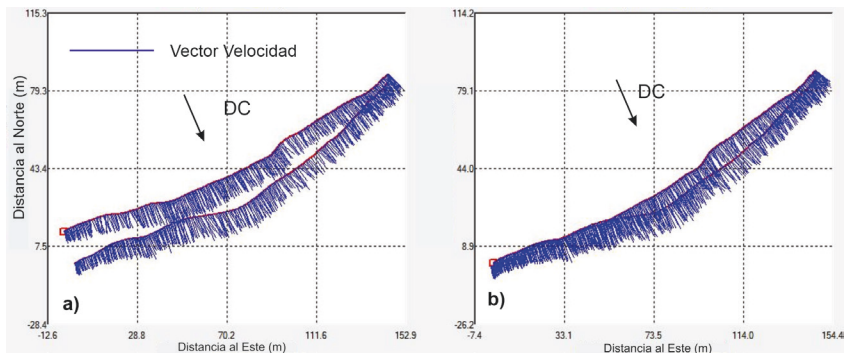 115.3
Vector Velocidad
DC
79.3
43.4
7.5
-28.4
Distancia al Norte (m)
a)
-12.6 28.8 70.2 111.6 152.9
Distancia al Este (m)
114.2
DC
79.1
44.0
8.9
-26.2
b)
-7.4 33.1 73.5 114.0 154.48
Distancia al Este (m)